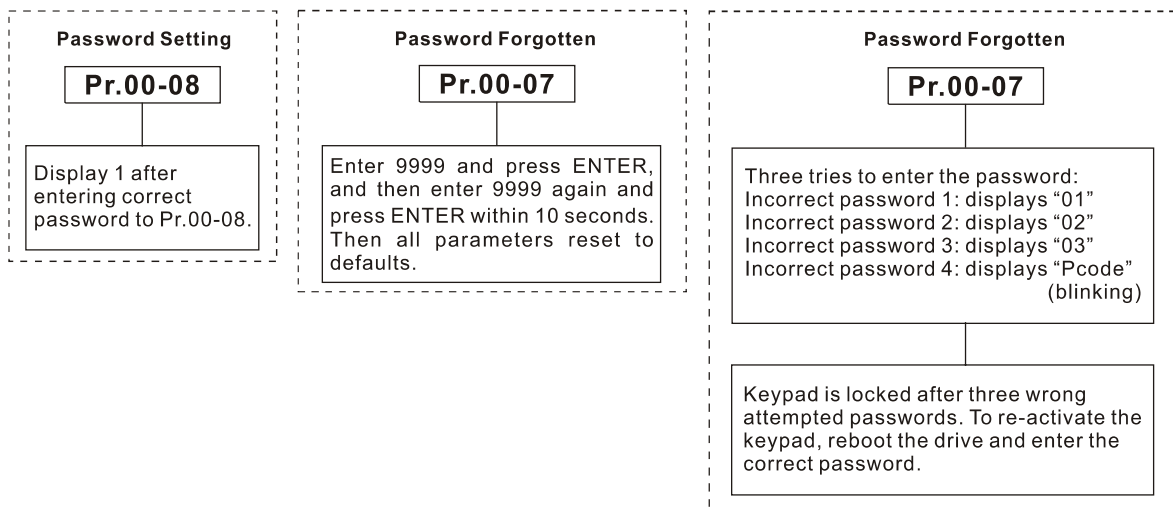 Password Setting
Pr.00-08
Display 1 after
entering correct
password to Pr.00-08.
Password Forgotten
Pr.00-07
Enter 9999 and press ENTER,
and then enter 9999 again and
press ENTER within 10 seconds.
Then all parameters reset to
defaults.
Password Forgotten
Pr.00-07
Three tries to enter the password:
Incorrect password 1: displays “01”
Incorrect password 2: displays “02”
Incorrect password 3: displays “03”
Incorrect password 4: displays “Pcode”
(blinking)
Keypad is locked after three wrong
attempted passwords. To re-activate the
keypad, reboot the drive and enter the
correct password.